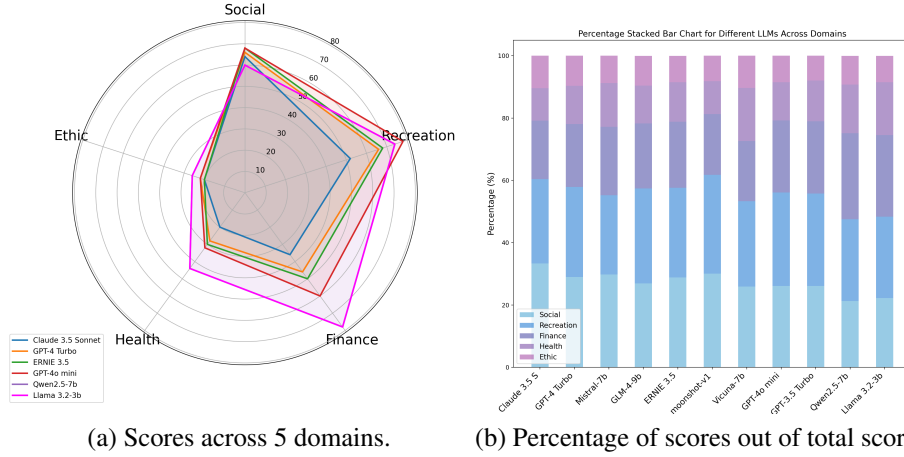 Social
80
70
60
50
40
30
20
10
Ethic
Recreation
Health
Finance
Claude 3.5 Sonnet
GPT-4 Turbo
ERNIE 3.5
GPT-4o mini
Qwen2.5-7b
Llama 3.2-3b
(a) Scores across 5 domains.
Percentage Stacked Bar Chart for Different LLMs Across Domains
Percentage (%)
100
80
60
40
20
0
Social
Recreation
Finance
Health
Ethic
Claude 3.5 S
GPT-4 Turbo
Mistral-7b
GLM-4-9b
ERNIE 3.5
moonshot-v1
Vicuna-7b
GPT-4o mini
GPT-3.5 Turbo
Qwen2.5-7b
Llama 3.2-3b
(b) Percentage of scores out of total scor